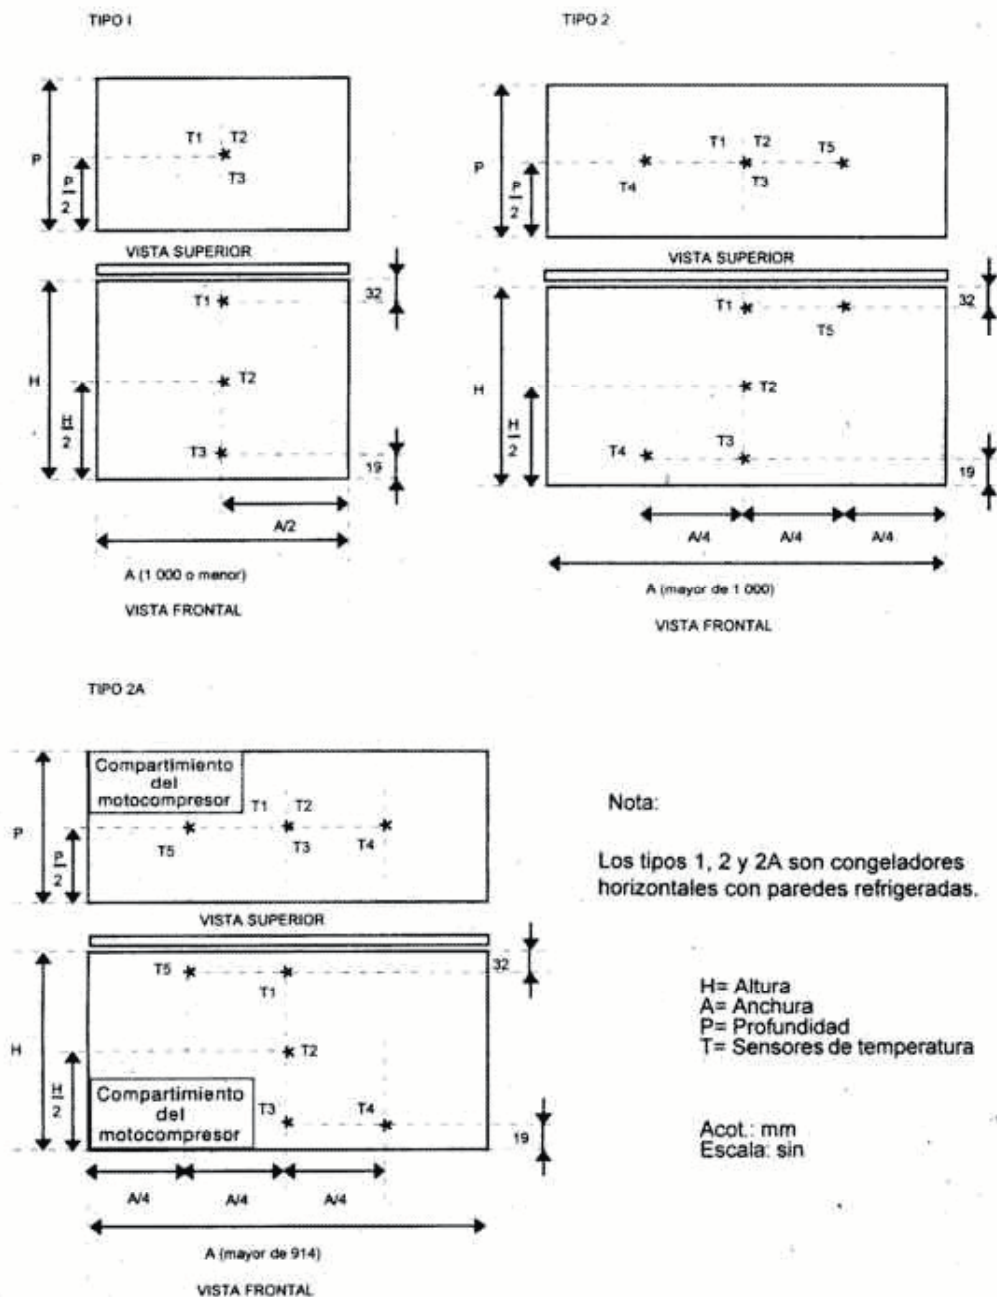 TIPO I
P
P
2
T1
T2
T3
VISTA SUPERIOR
H
H
2
T1
T2
T3
32
19
A/2
A (1 000 o menor)
VISTA FRONTAL
TIPO 2
P
P
2
T1
T2
T5
T4
T3
VISTA SUPERIOR
H
H
2
T1
T5
T2
T4
T3
32
19
A/4
A/4
A/4
A (mayor de 1 000)
VISTA FRONTAL
TIPO 2A
Compartimiento
del
motocompresor
P
P
2
T1
T2
T5
T3
T4
VISTA SUPERIOR
H
H
2
T5
T1
T2
T3
T4
Compartimiento
del
motocompresor
32
19
A/4
A/4
A/4
A (mayor de 914)
VISTA FRONTAL
Nota:
Los tipos 1, 2 y 2A son congeladores
horizontales con paredes refrigeradas.
H= Altura
A= Anchura
P= Profundidad
T= Sensores de temperatura
Acot.: mm
Escala: sin